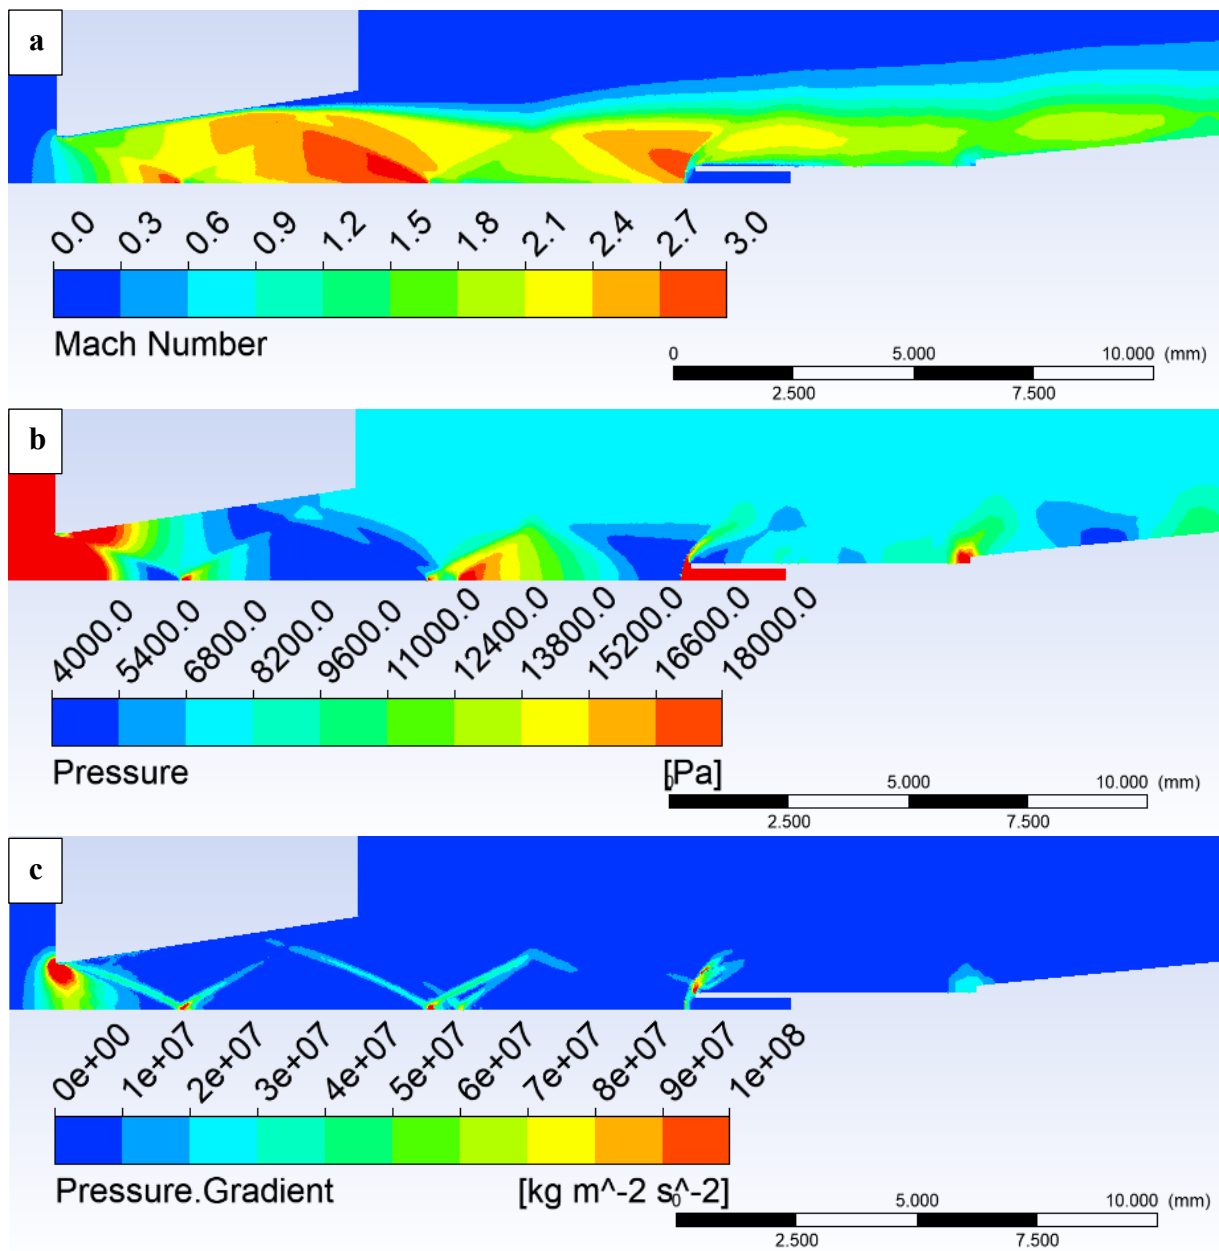 a
0.0 0.3 0.6 0.9 1.2 1.5 1.8 2.1 2.4 2.7 3.0
Mach Number
0 5.000 10.000 (mm)
2.500 7.500
b
4000.0 5400.0 6800.0 8200.0 9600.0 11000.0 12400.0 13800.0 15200.0 16600.0 18000.0
Pressure [Pa]
0 5.000 10.000 (mm)
2.500 7.500
c
0e+00 1e+07 2e+07 3e+07 4e+07 5e+07 6e+07 7e+07 8e+07 9e+07 1e+08
Pressure.Gradient [kg m^-2 s^-2]
0 5.000 10.000 (mm)
2.500 7.500